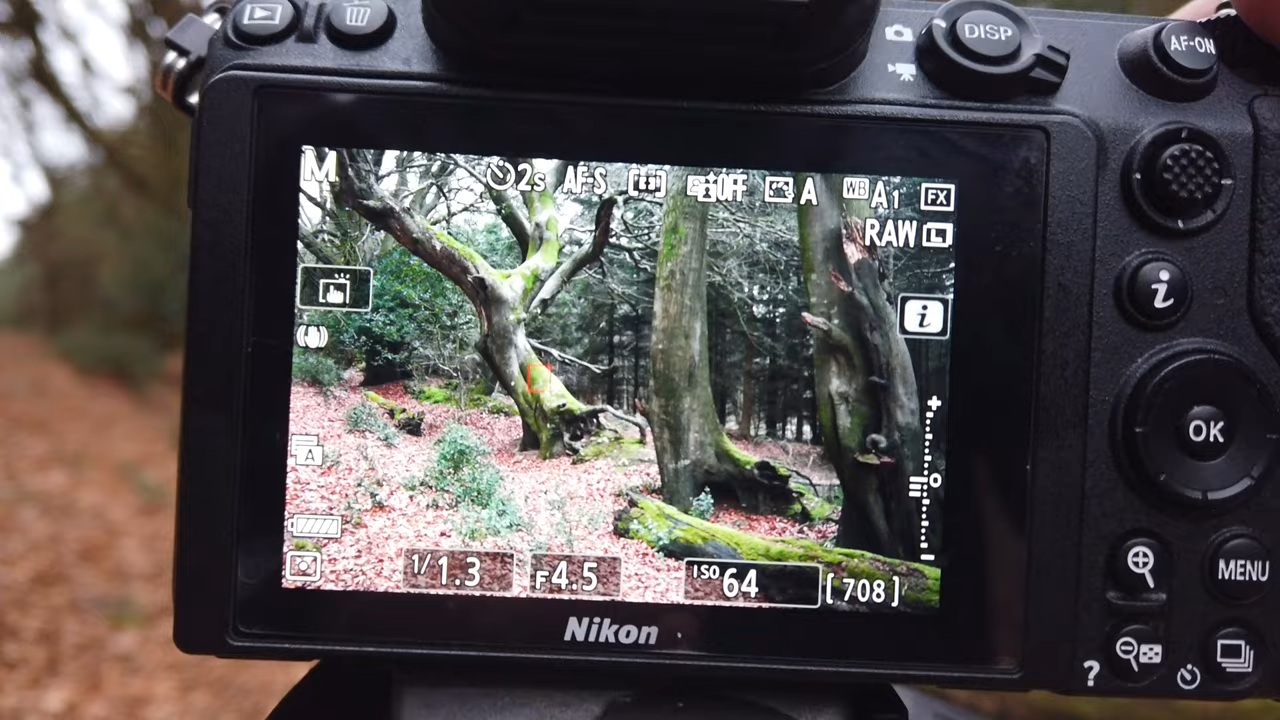 DISP
AF-ON
M 2s AF-S OFF A WB A1 FX
RAW L
i
i
A
OK
1/1.3 F4.5 ISO 64 [708]
MENU
Nikon
?